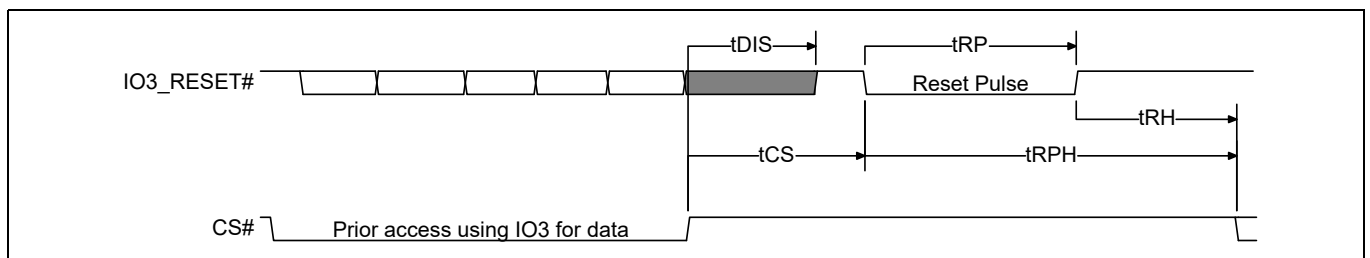 tDIS tRP
IO3_RESET# Reset Pulse
tRH
tCS tRPH
CS# Prior access using IO3 for data